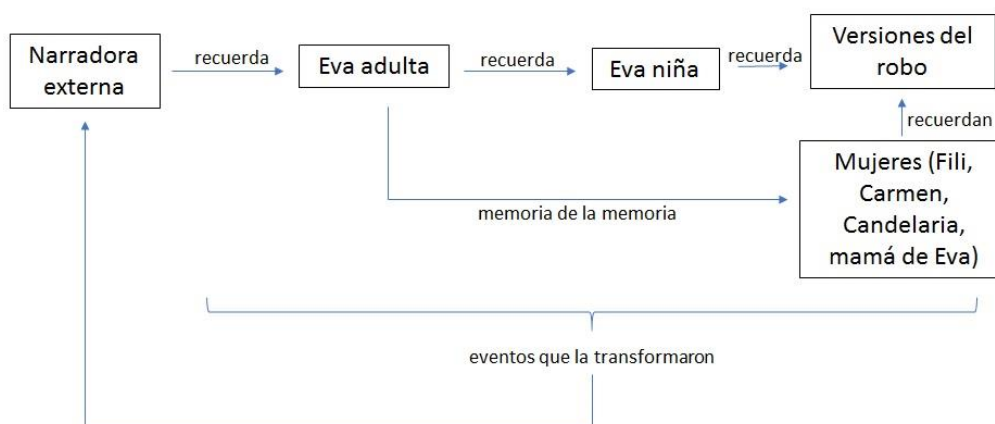 Narradora
externa
recuerda
Eva adulta
recuerda
Eva niña
recuerda
Versiones del
robo
recuerdan
Mujeres (Fili,
Carmen,
Candelaria,
mamá de Eva)
memoria de la memoria
eventos que la transformaron